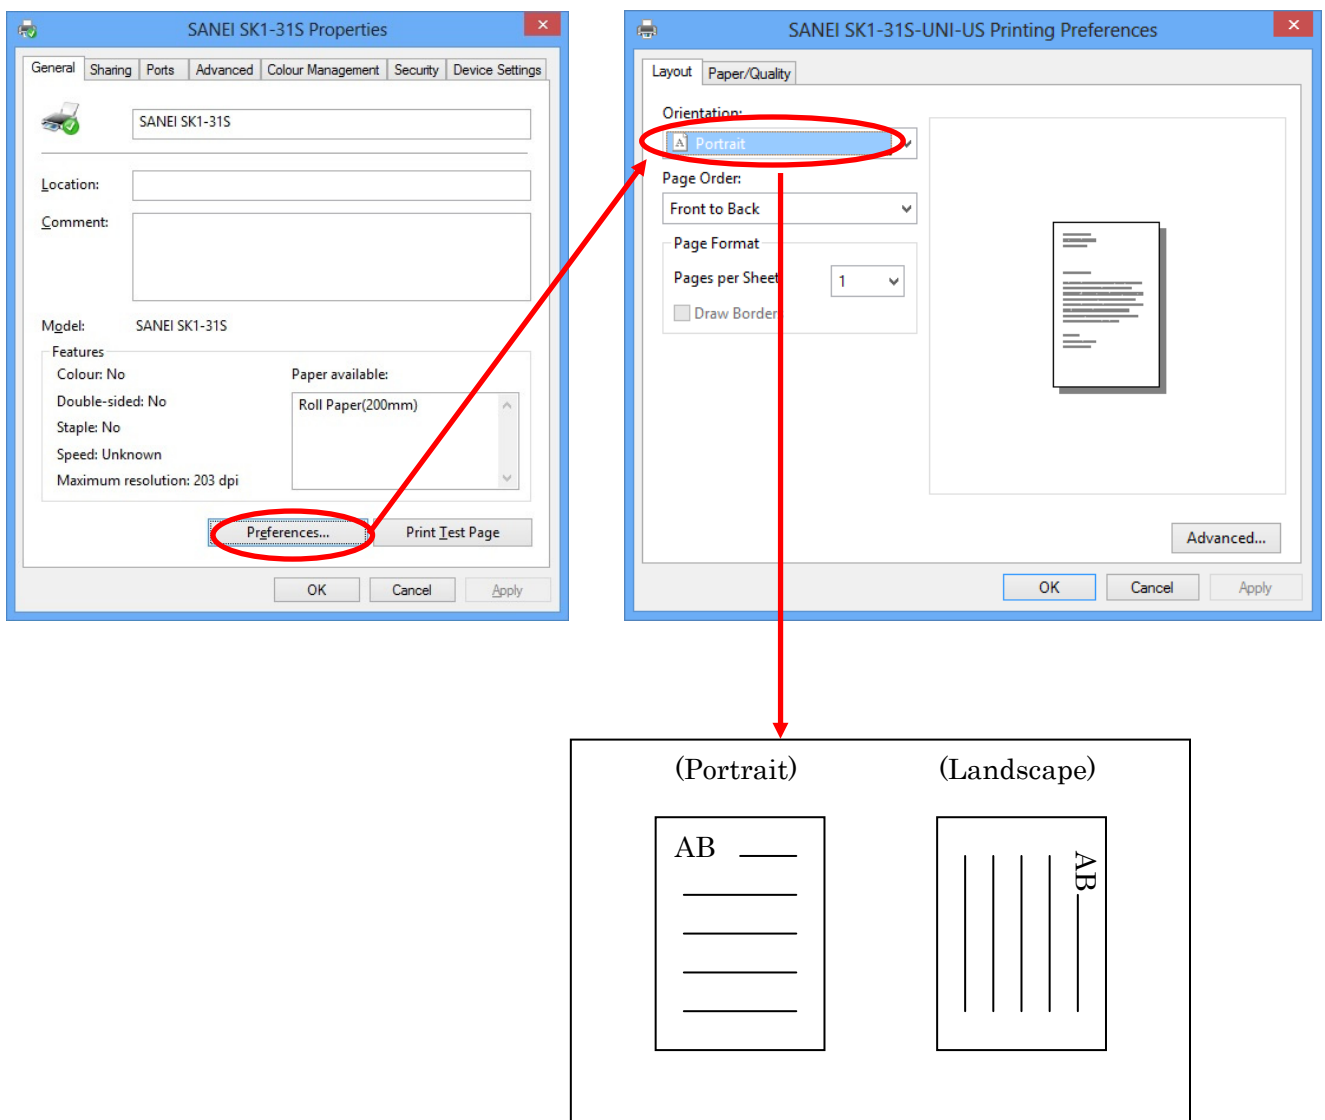 SANEI SK1-31S Properties
General Sharing Ports Advanced Colour Management Security Device Settings
SANEI SK1-31S
Location:
Comment:
Model: SANEI SK1-31S
Features
Colour: No
Double-sided: No
Staple: No
Speed: Unknown
Maximum resolution: 203 dpi
Paper available:
Roll Paper(200mm)
Preferences... Print Test Page
OK Cancel Apply
SANEI SK1-31S-UNI-US Printing Preferences
Layout Paper/Quality
Orientation:
A Portrait
Page Order:
Front to Back
Page Format
Pages per Sheet 1
Draw Border
Advanced...
OK Cancel Apply
(Portrait) (Landscape)
AB
AB